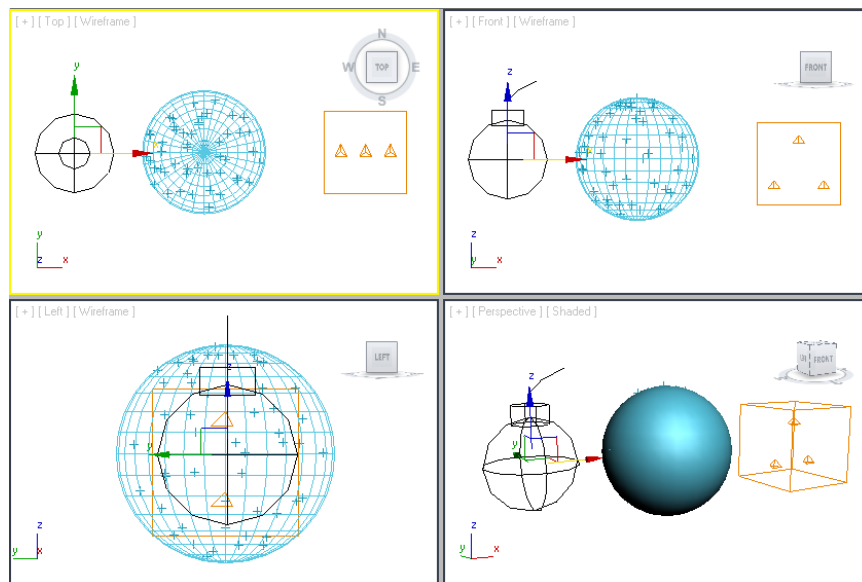 [ + ] [ Top ] [ Wireframe ]
N
W TOP E
S
y
x
y
z x
[ + ] [ Front ] [ Wireframe ]
FRONT
z
x
z
y x
[ + ] [ Left ] [ Wireframe ]
LEFT
z
y
z
y x
[ + ] [ Perspective ] [ Shaded ]
FRONT
z
y
z
y x